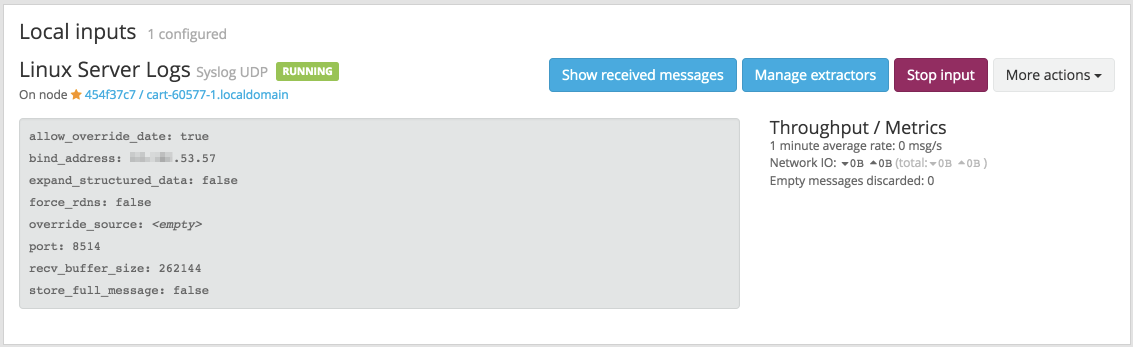 Local inputs 1 configured
Linux Server Logs Syslog UDP RUNNING
Show received messages Manage extractors Stop input More actions
On node 454f37c7 / cart-60577-1.localdomain
allow_override_date: true
bind_address: .53.57
expand_structured_data: false
force_rdns: false
override_source: <empty>
port: 8514
recv_buffer_size: 262144
store_full_message: false
Throughput / Metrics
1 minute average rate: 0 msg/s
Network IO: 0B 0B (total: 0B 0B )
Empty messages discarded: 0